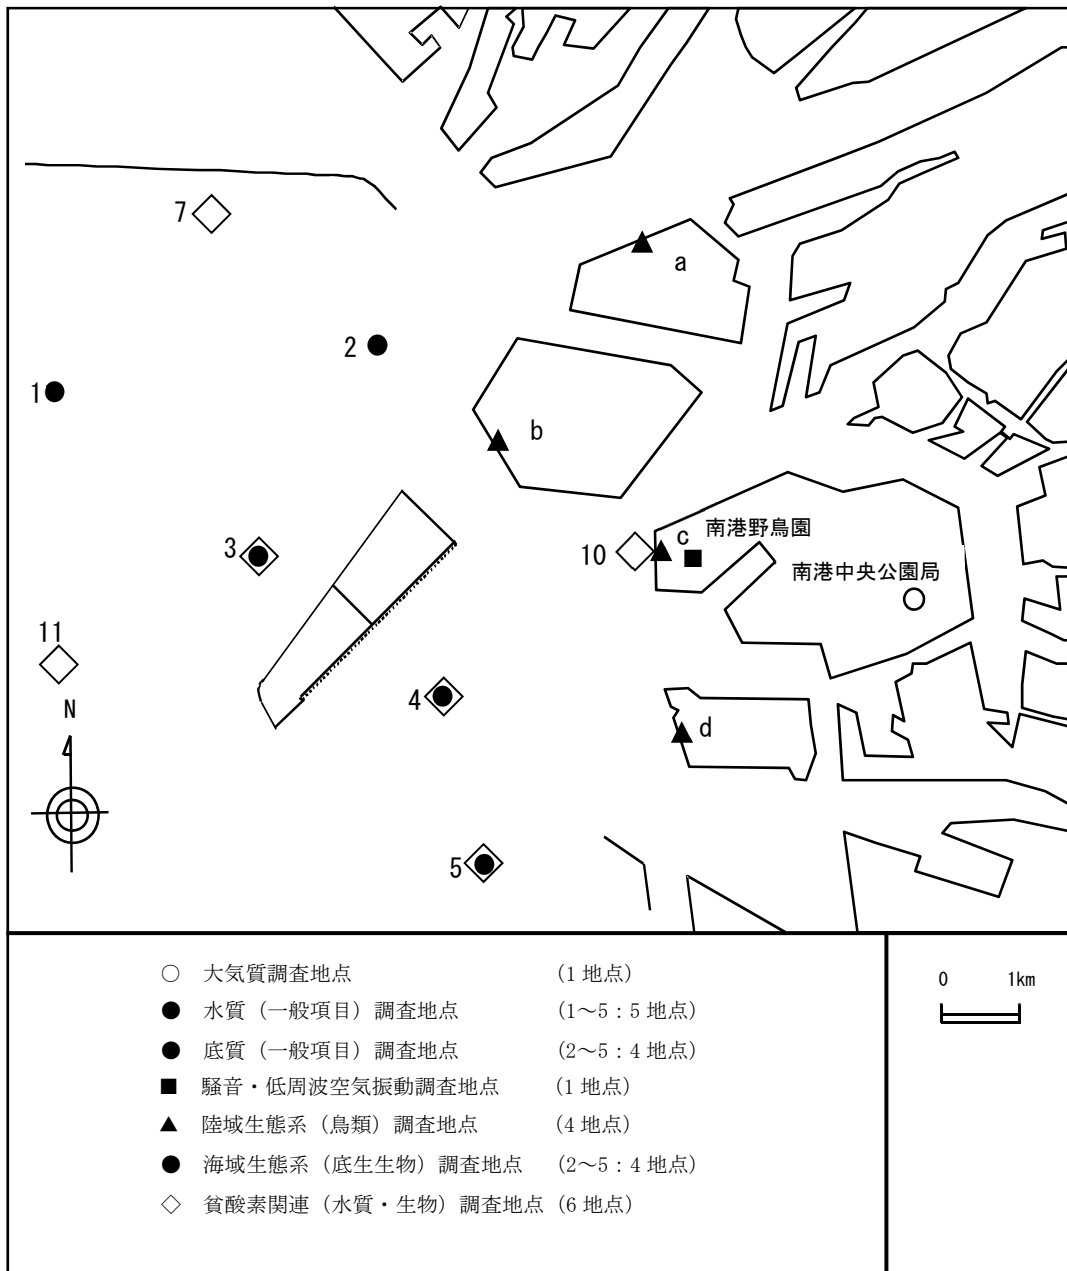 7
a
2
1
b
南港野鳥園
c
3
10
南港中央公園局
11
4
N
d
5
○ 大気質調査地点 (1 地点)
● 水質（一般項目）調査地点 (1～5：5 地点)
● 底質（一般項目）調査地点 (2～5：4 地点)
■ 騒音・低周波空気振動調査地点 (1 地点)
▲ 陸域生態系（鳥類）調査地点 (4 地点)
● 海域生態系（底生生物）調査地点 (2～5：4 地点)
◇ 貧酸素関連（水質・生物）調査地点 (6 地点)
0 1km